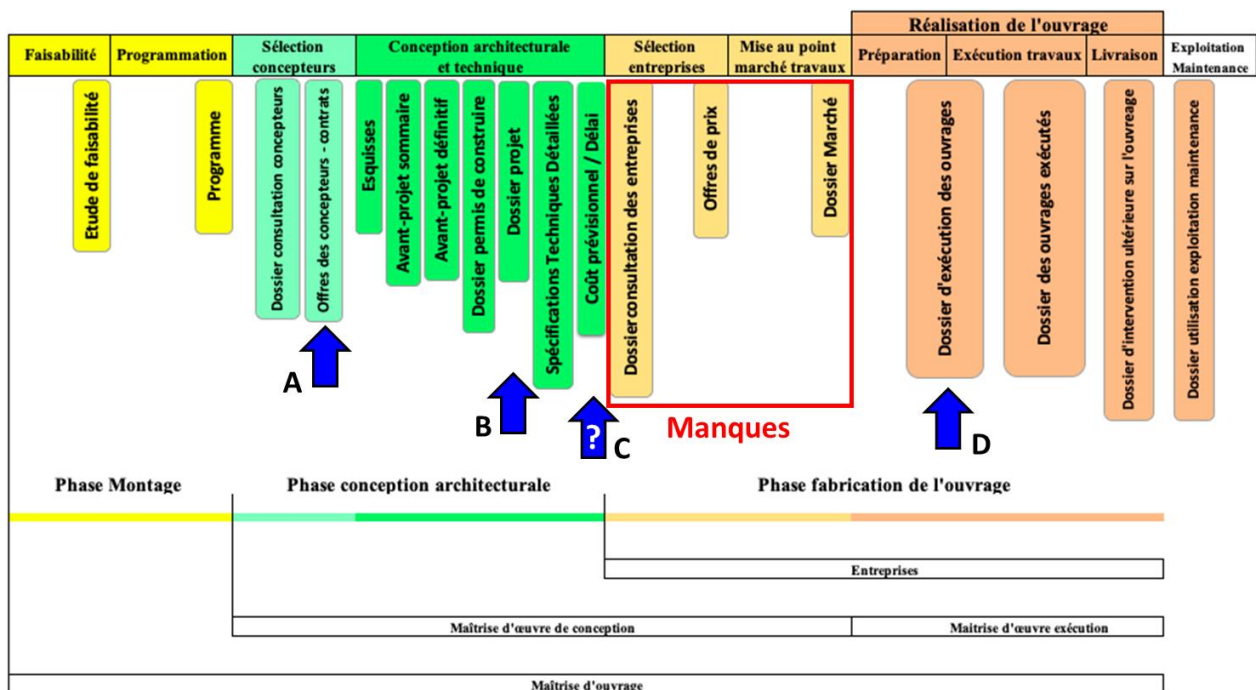 Réalisation de l'ouvrage
Faisabilité
Programmation
Sélection
concepteurs
Conception architecturale
et technique
Sélection
entreprises
Mise au point
marché travaux
Préparation
Exécution travaux
Livraison
Exploitation
Maintenance
Etude de faisabilité
Programme
Dossier consultation concepteurs
Offres des concepteurs - contrats
Esquisses
Avant-projet sommaire
Avant-projet définitif
Dossier permis de construire
Dossier projet
Spécifications Techniques Détaillées
Coût prévisionnel / Délai
Dossierconsultation des entreprises
Offres de prix
Dossier Marché
Dossier d'exécution des ouvrages
Dossier des ouvrages exécutés
Dossier d'intervention ultérieure sur l'ouvreage
Dossier utilisation exploitation maintenance
A
B
?
C
Manques
D
Phase Montage
Phase conception architecturale
Phase fabrication de l'ouvrage
Entreprises
Maîtrise d'œuvre de conception
Maitrise d'œuvre exécution
Maîtrise d'ouvrage